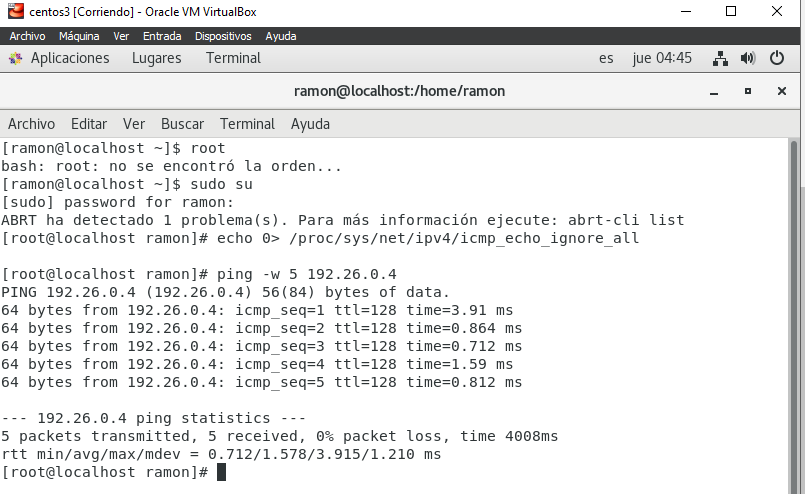 centos3 [Corriendo] - Oracle VM VirtualBox
Archivo Máquina Ver Entrada Dispositivos Ayuda
Aplicaciones Lugares Terminal es jue 04:45
ramon@localhost:/home/ramon
Archivo Editar Ver Buscar Terminal Ayuda
[ramon@localhost ~]$ root
bash: root: no se encontró la orden...
[ramon@localhost ~]$ sudo su
[sudo] password for ramon:
ABRT ha detectado 1 problema(s). Para más información ejecute: abrt-cli list
[root@localhost ramon]# echo 0> /proc/sys/net/ipv4/icmp_echo_ignore_all
[root@localhost ramon]# ping -w 5 192.26.0.4
PING 192.26.0.4 (192.26.0.4) 56(84) bytes of data.
64 bytes from 192.26.0.4: icmp_seq=1 ttl=128 time=3.91 ms
64 bytes from 192.26.0.4: icmp_seq=2 ttl=128 time=0.864 ms
64 bytes from 192.26.0.4: icmp_seq=3 ttl=128 time=0.712 ms
64 bytes from 192.26.0.4: icmp_seq=4 ttl=128 time=1.59 ms
64 bytes from 192.26.0.4: icmp_seq=5 ttl=128 time=0.812 ms
--- 192.26.0.4 ping statistics ---
5 packets transmitted, 5 received, 0% packet loss, time 4008ms
rtt min/avg/max/mdev = 0.712/1.578/3.915/1.210 ms
[root@localhost ramon]#